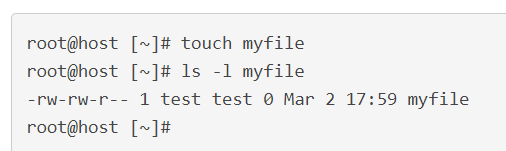 root@host [~]# touch myfile
root@host [~]# ls -l myfile
-rw-rw-r-- 1 test test 0 Mar 2 17:59 myfile
root@host [~]#